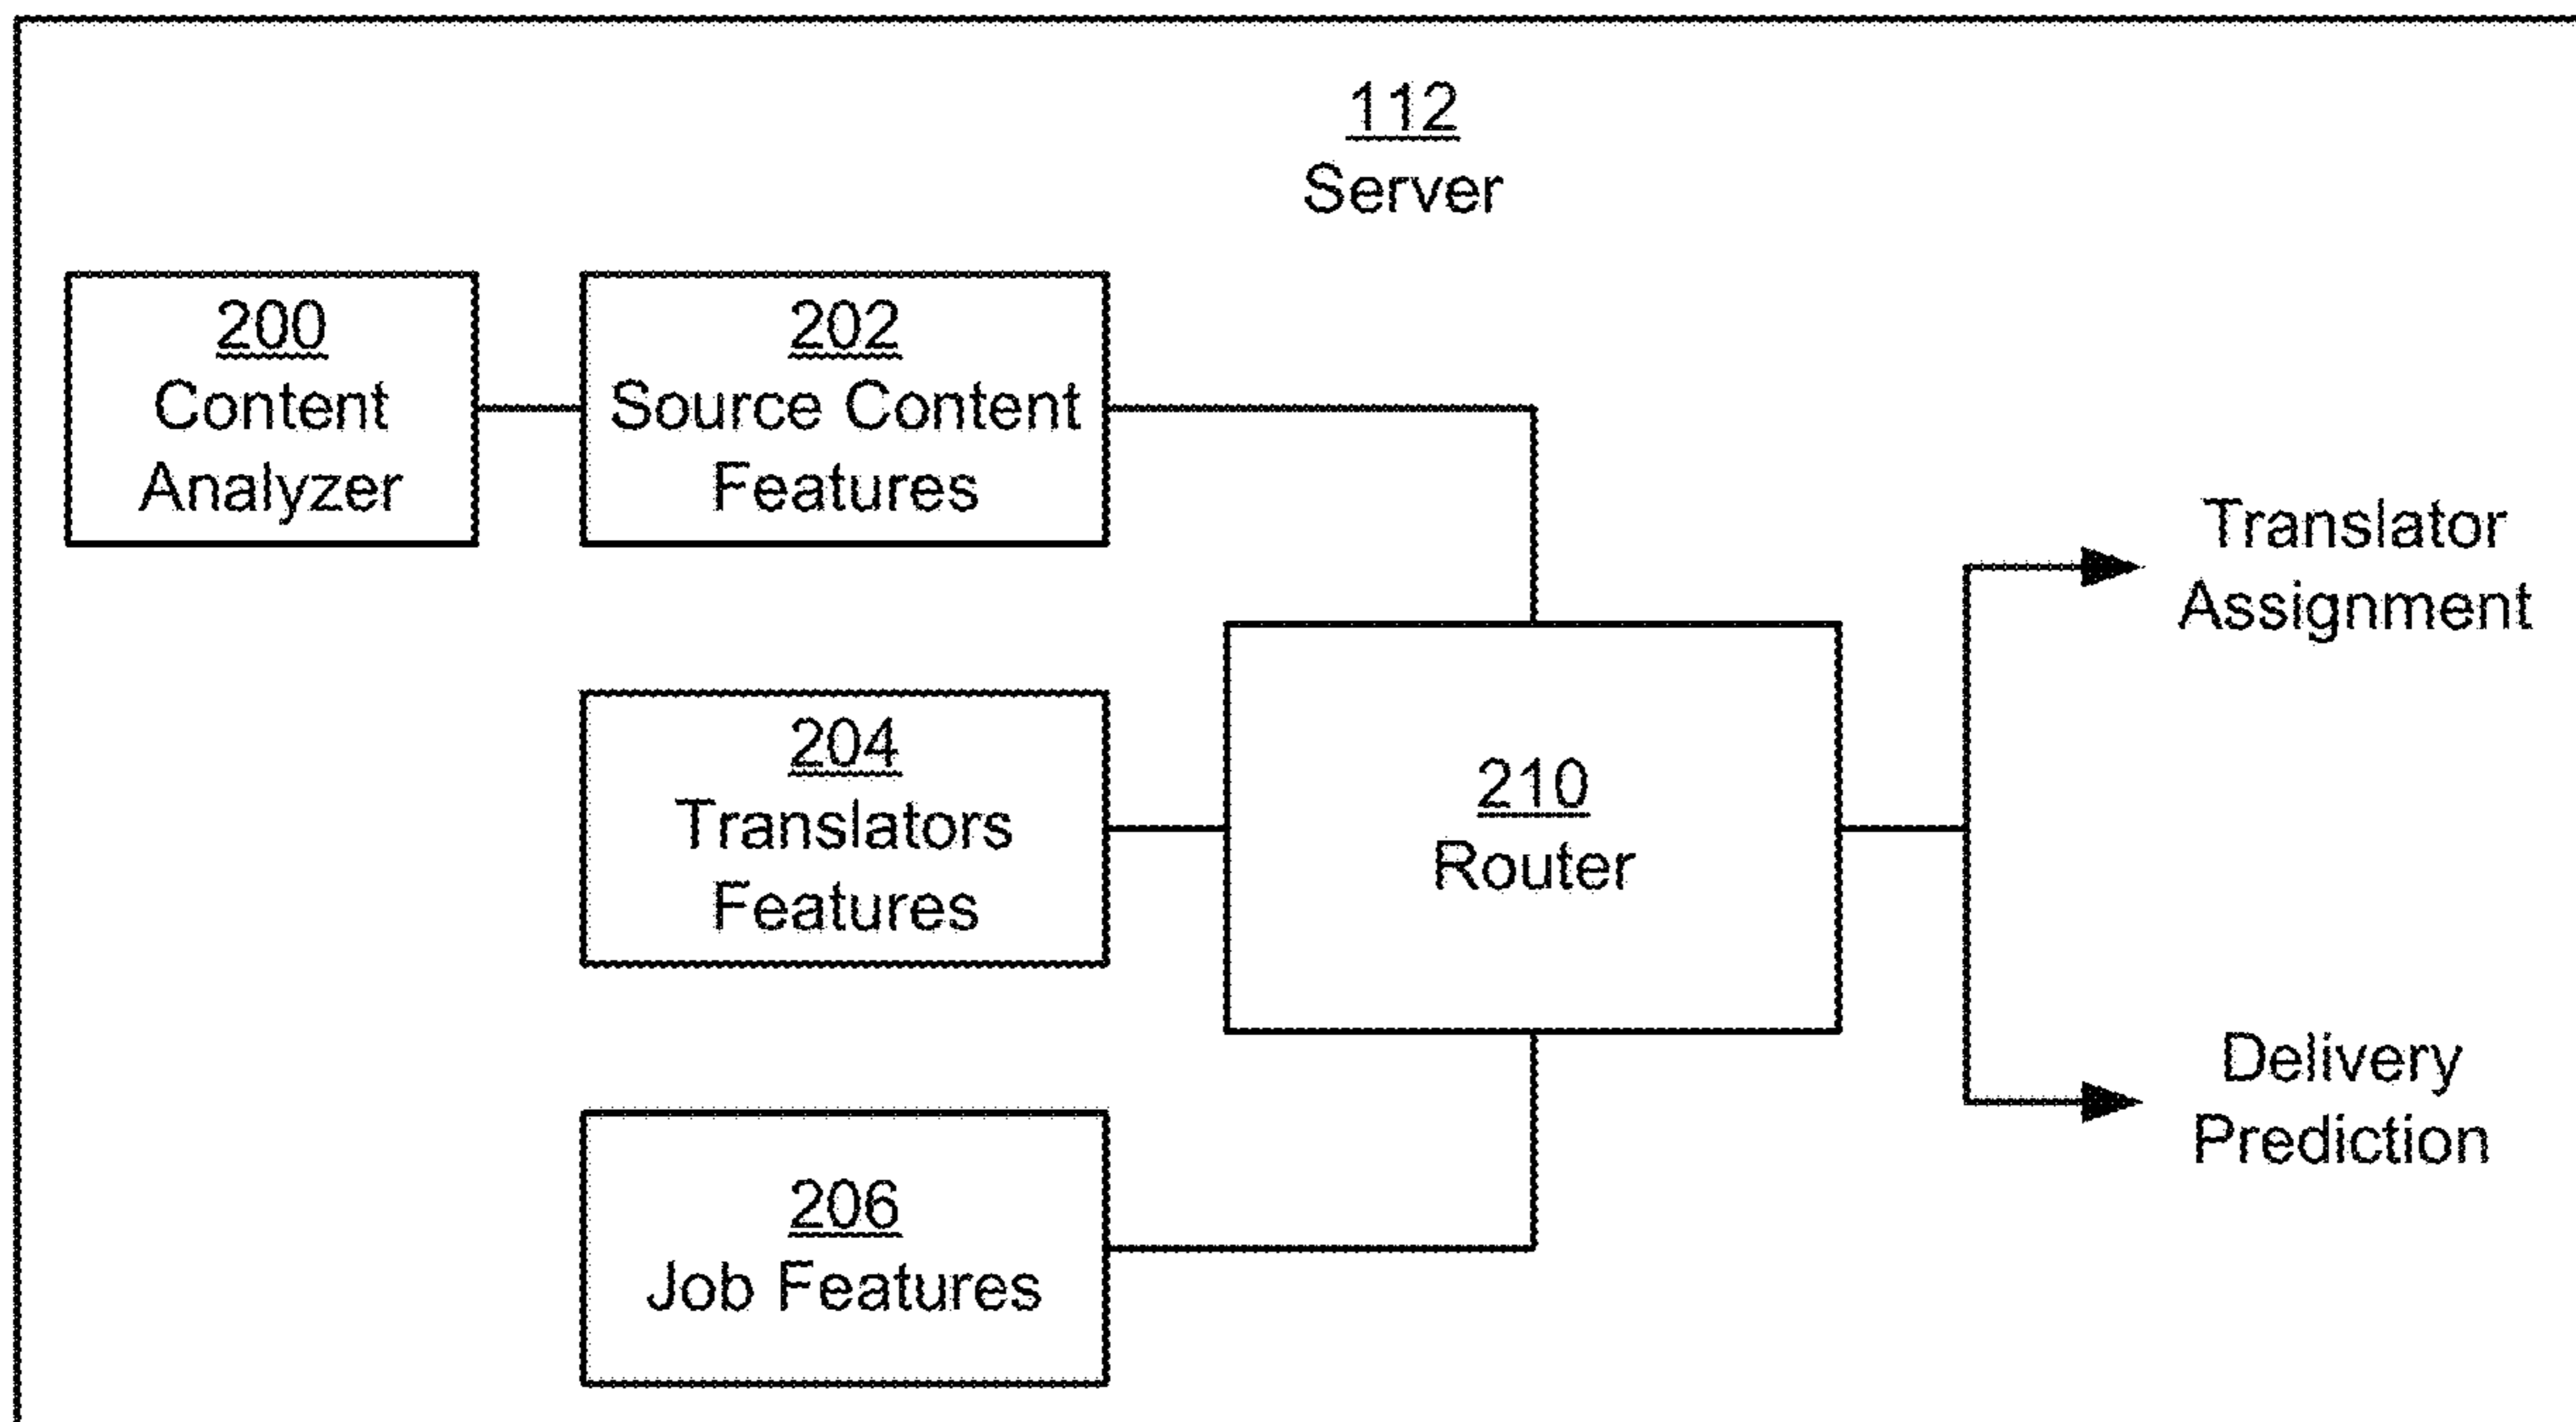 112
Server
200
Content
Analyzer
202
Source Content
Features
204
Translators
Features
206
Job Features
210
Router
Translator
Assignment
Delivery
Prediction